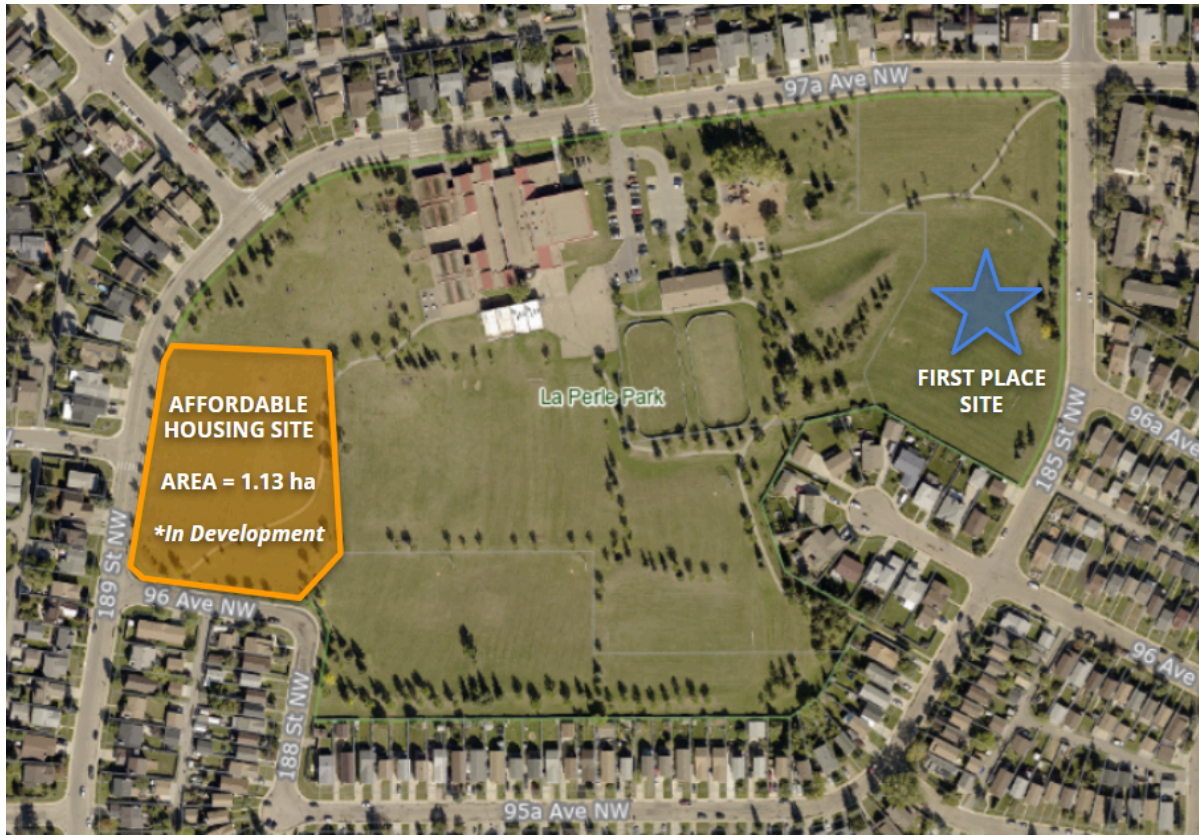 97a Ave NW
AFFORDABLE
HOUSING SITE
AREA = 1.13 ha
*In Development
La Perle Park
FIRST PLACE
SITE
185 St NW
96a Ave
189 St NW
96 Ave NW
188 St NW
96 Ave
95a Ave NW